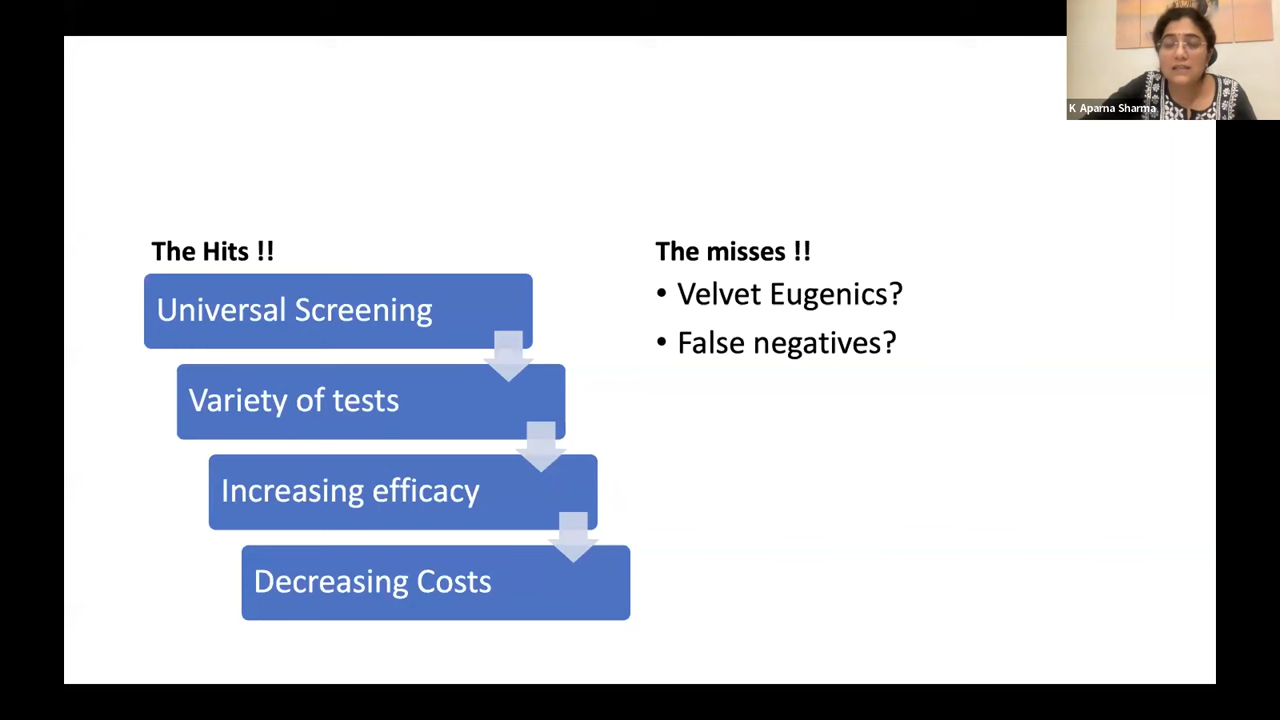 K Aparna Sharma
The Hits !!
Universal Screening
Variety of tests
Increasing efficacy
Decreasing Costs
The misses !!
• Velvet Eugenics?
• False negatives?